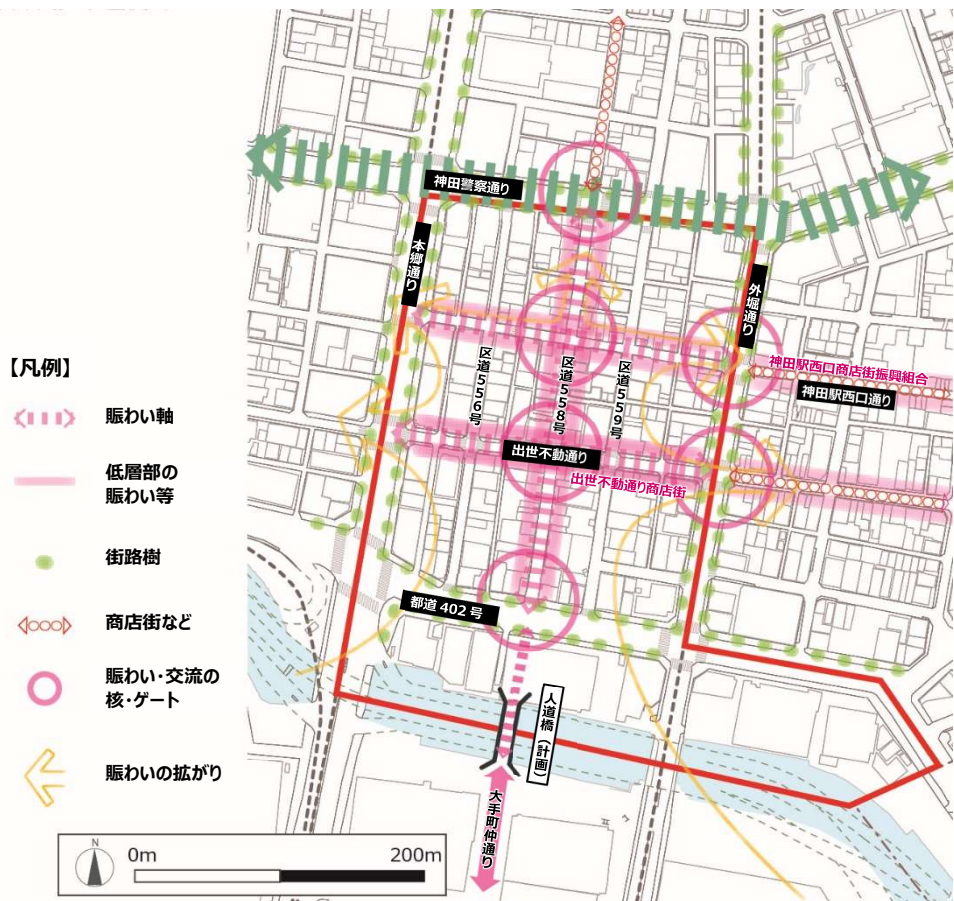 神田警察通り
本郷通り
外堀通り
神田駅西口商店街振興組合
神田駅西口通り
区道556号
区道558号
区道559号
出世不動通り
出世不動通り商店街
都道402号
人道橋（計画）
大手町仲通り
【凡例】
賑わい軸
低層部の
賑わい等
街路樹
商店街など
賑わい・交流の
核・ゲート
賑わいの拡がり
N
0m
200m